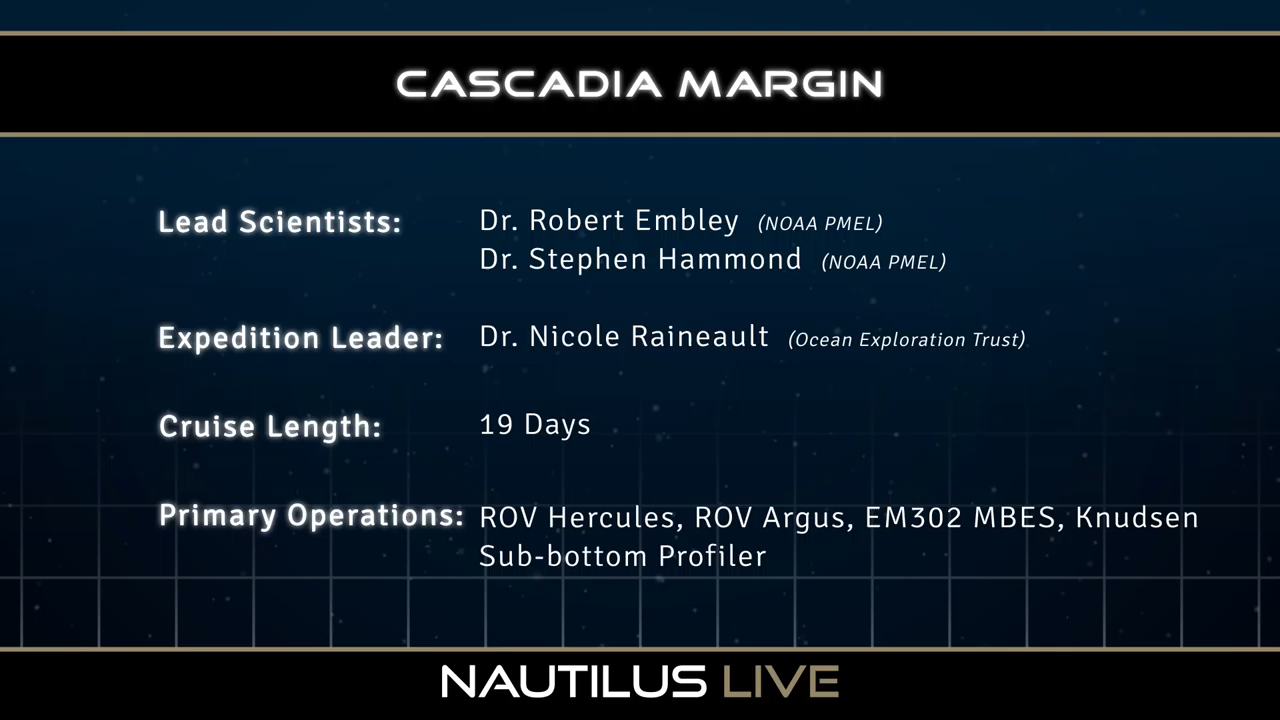 CASCADIA MARGIN
Lead Scientists: Dr. Robert Embley (NOAA PMEL)
Dr. Stephen Hammond (NOAA PMEL)
Expedition Leader: Dr. Nicole Raineault (Ocean Exploration Trust)
Cruise Length: 19 Days
Primary Operations: ROV Hercules, ROV Argus, EM302 MBES, Knudsen
Sub-bottom Profiler
NAUTILUS LIVE